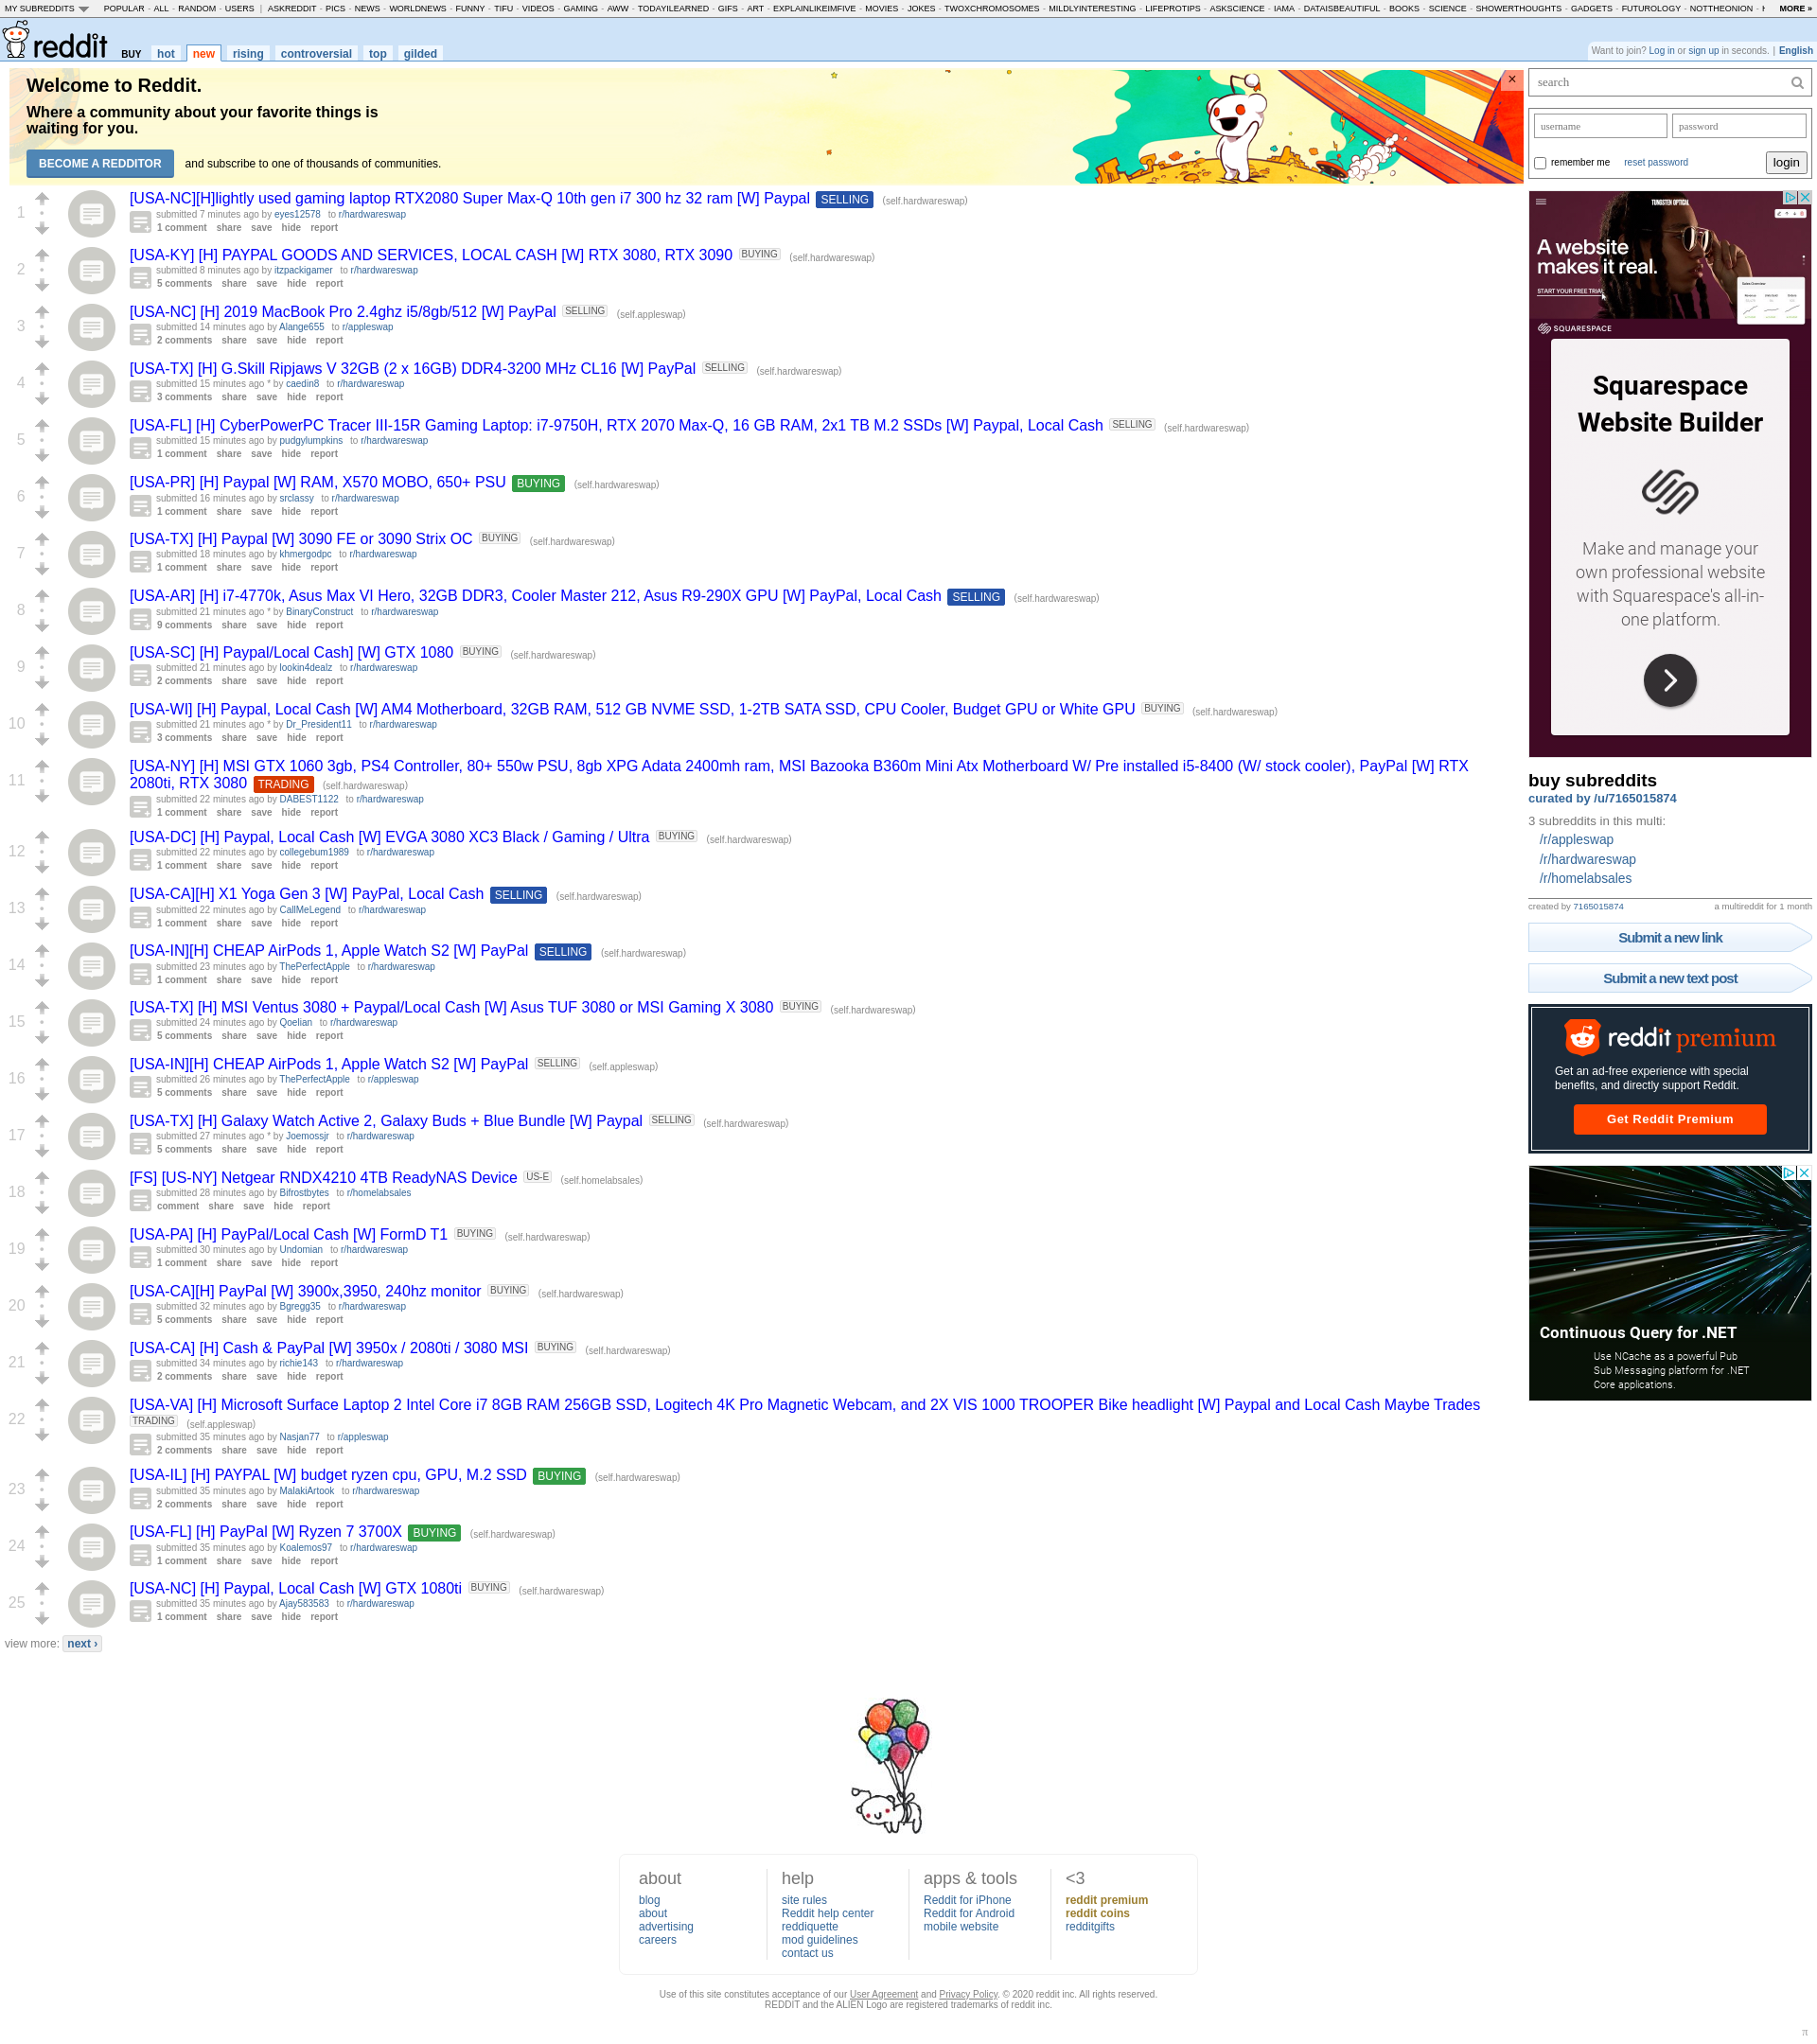 MY SUBREDDITS POPULAR - ALL - RANDOM - USERS | ASKREDDIT - PICS - NEWS - WORLDNEWS - FUNNY - TIFU - VIDEOS - GAMING - AWW - TODAYILEARNED - GIFS - ART - EXPLAINLIKEIMFIVE - MOVIES - JOKES - TWOXCHROMOSOMES - MILDLYINTERESTING - LIFEPROTIPS - ASKSCIENCE - IAMA - DATAISBEAUTIFUL - BOOKS - SCIENCE - SHOWERTHOUGHTS - GADGETS - FUTUROLOGY - NOTTHEONION - MORE »
reddit BUY hot new rising controversial top gilded
Want to join? Log in or sign up in seconds. | English
Welcome to Reddit.
Where a community about your favorite things is
waiting for you.
BECOME A REDDITOR and subscribe to one of thousands of communities.
1
[USA-NC][H]lightly used gaming laptop RTX2080 Super Max-Q 10th gen i7 300 hz 32 ram [W] Paypal SELLING (self.hardwareswap)
submitted 7 minutes ago by eyes12578 to r/hardwareswap
1 comment share save hide report
2
[USA-KY] [H] PAYPAL GOODS AND SERVICES, LOCAL CASH [W] RTX 3080, RTX 3090 BUYING (self.hardwareswap)
submitted 8 minutes ago by itzpackigamer to r/hardwareswap
5 comments share save hide report
3
[USA-NC] [H] 2019 MacBook Pro 2.4ghz i5/8gb/512 [W] PayPal SELLING (self.appleswap)
submitted 14 minutes ago by Alange655 to r/appleswap
2 comments share save hide report
4
[USA-TX] [H] G.Skill Ripjaws V 32GB (2 x 16GB) DDR4-3200 MHz CL16 [W] PayPal SELLING (self.hardwareswap)
submitted 15 minutes ago * by caedin8 to r/hardwareswap
3 comments share save hide report
5
[USA-FL] [H] CyberPowerPC Tracer III-15R Gaming Laptop: i7-9750H, RTX 2070 Max-Q, 16 GB RAM, 2x1 TB M.2 SSDs [W] Paypal, Local Cash SELLING (self.hardwareswap)
submitted 15 minutes ago by pudgylumpkins to r/hardwareswap
1 comment share save hide report
6
[USA-PR] [H] Paypal [W] RAM, X570 MOBO, 650+ PSU BUYING (self.hardwareswap)
submitted 16 minutes ago by srclassy to r/hardwareswap
1 comment share save hide report
7
[USA-TX] [H] Paypal [W] 3090 FE or 3090 Strix OC BUYING (self.hardwareswap)
submitted 18 minutes ago by khmergodpc to r/hardwareswap
1 comment share save hide report
8
[USA-AR] [H] i7-4770k, Asus Max VI Hero, 32GB DDR3, Cooler Master 212, Asus R9-290X GPU [W] PayPal, Local Cash SELLING (self.hardwareswap)
submitted 21 minutes ago * by BinaryConstruct to r/hardwareswap
9 comments share save hide report
9
[USA-SC] [H] Paypal/Local Cash] [W] GTX 1080 BUYING (self.hardwareswap)
submitted 21 minutes ago by lookin4dealz to r/hardwareswap
2 comments share save hide report
10
[USA-WI] [H] Paypal, Local Cash [W] AM4 Motherboard, 32GB RAM, 512 GB NVME SSD, 1-2TB SATA SSD, CPU Cooler, Budget GPU or White GPU BUYING (self.hardwareswap)
submitted 21 minutes ago * by Dr_President11 to r/hardwareswap
3 comments share save hide report
11
[USA-NY] [H] MSI GTX 1060 3gb, PS4 Controller, 80+ 550w PSU, 8gb XPG Adata 2400mh ram, MSI Bazooka B360m Mini Atx Motherboard W/ Pre installed i5-8400 (W/ stock cooler), PayPal [W] RTX
2080ti, RTX 3080 TRADING (self.hardwareswap)
submitted 22 minutes ago by DABEST1122 to r/hardwareswap
1 comment share save hide report
12
[USA-DC] [H] Paypal, Local Cash [W] EVGA 3080 XC3 Black / Gaming / Ultra BUYING (self.hardwareswap)
submitted 22 minutes ago by collegebum1989 to r/hardwareswap
1 comment share save hide report
13
[USA-CA][H] X1 Yoga Gen 3 [W] PayPal, Local Cash SELLING (self.hardwareswap)
submitted 22 minutes ago by CallMeLegend to r/hardwareswap
1 comment share save hide report
14
[USA-IN][H] CHEAP AirPods 1, Apple Watch S2 [W] PayPal SELLING (self.hardwareswap)
submitted 23 minutes ago by ThePerfectApple to r/hardwareswap
1 comment share save hide report
15
[USA-TX] [H] MSI Ventus 3080 + Paypal/Local Cash [W] Asus TUF 3080 or MSI Gaming X 3080 BUYING (self.hardwareswap)
submitted 24 minutes ago by Qoelian to r/hardwareswap
5 comments share save hide report
16
[USA-IN][H] CHEAP AirPods 1, Apple Watch S2 [W] PayPal SELLING (self.appleswap)
submitted 26 minutes ago by ThePerfectApple to r/appleswap
5 comments share save hide report
17
[USA-TX] [H] Galaxy Watch Active 2, Galaxy Buds + Blue Bundle [W] Paypal SELLING (self.hardwareswap)
submitted 27 minutes ago * by Joemossjr to r/hardwareswap
5 comments share save hide report
18
[FS] [US-NY] Netgear RNDX4210 4TB ReadyNAS Device US-E (self.homelabsales)
submitted 28 minutes ago by Bifrostbytes to r/homelabsales
comment share save hide report
19
[USA-PA] [H] PayPal/Local Cash [W] FormD T1 BUYING (self.hardwareswap)
submitted 30 minutes ago by Undomian to r/hardwareswap
1 comment share save hide report
20
[USA-CA][H] PayPal [W] 3900x,3950, 240hz monitor BUYING (self.hardwareswap)
submitted 32 minutes ago by Bgregg35 to r/hardwareswap
5 comments share save hide report
21
[USA-CA] [H] Cash & PayPal [W] 3950x / 2080ti / 3080 MSI BUYING (self.hardwareswap)
submitted 34 minutes ago by richie143 to r/hardwareswap
2 comments share save hide report
22
[USA-VA] [H] Microsoft Surface Laptop 2 Intel Core i7 8GB RAM 256GB SSD, Logitech 4K Pro Magnetic Webcam, and 2X VIS 1000 TROOPER Bike headlight [W] Paypal and Local Cash Maybe Trades
TRADING (self.appleswap)
submitted 35 minutes ago by Nasjan77 to r/appleswap
2 comments share save hide report
23
[USA-IL] [H] PAYPAL [W] budget ryzen cpu, GPU, M.2 SSD BUYING (self.hardwareswap)
submitted 35 minutes ago by MalakiArtook to r/hardwareswap
2 comments share save hide report
24
[USA-FL] [H] PayPal [W] Ryzen 7 3700X BUYING (self.hardwareswap)
submitted 35 minutes ago by Koalemos97 to r/hardwareswap
1 comment share save hide report
25
[USA-NC] [H] Paypal, Local Cash [W] GTX 1080ti BUYING (self.hardwareswap)
submitted 35 minutes ago by Ajay583583 to r/hardwareswap
1 comment share save hide report
view more: next ›
search
username password
remember me reset password login
TUNGSTEN OPTICAL
A website
makes it real.
START YOUR FREE TRIAL
SQUARESPACE
Squarespace
Website Builder
Make and manage your
own professional website
with Squarespace's all-in-
one platform.
buy subreddits
curated by /u/7165015874
3 subreddits in this multi:
/r/appleswap
/r/hardwareswap
/r/homelabsales
created by 7165015874 a multireddit for 1 month
Submit a new link
Submit a new text post
reddit premium
Get an ad-free experience with special
benefits, and directly support Reddit.
Get Reddit Premium
Continuous Query for .NET
Use NCache as a powerful Pub
Sub Messaging platform for .NET
Core applications.
about
blog
about
advertising
careers
help
site rules
Reddit help center
reddiquette
mod guidelines
contact us
apps & tools
Reddit for iPhone
Reddit for Android
mobile website
<3
reddit premium
reddit coins
redditgifts
Use of this site constitutes acceptance of our User Agreement and Privacy Policy. © 2020 reddit inc. All rights reserved.
REDDIT and the ALIEN Logo are registered trademarks of reddit inc.
π